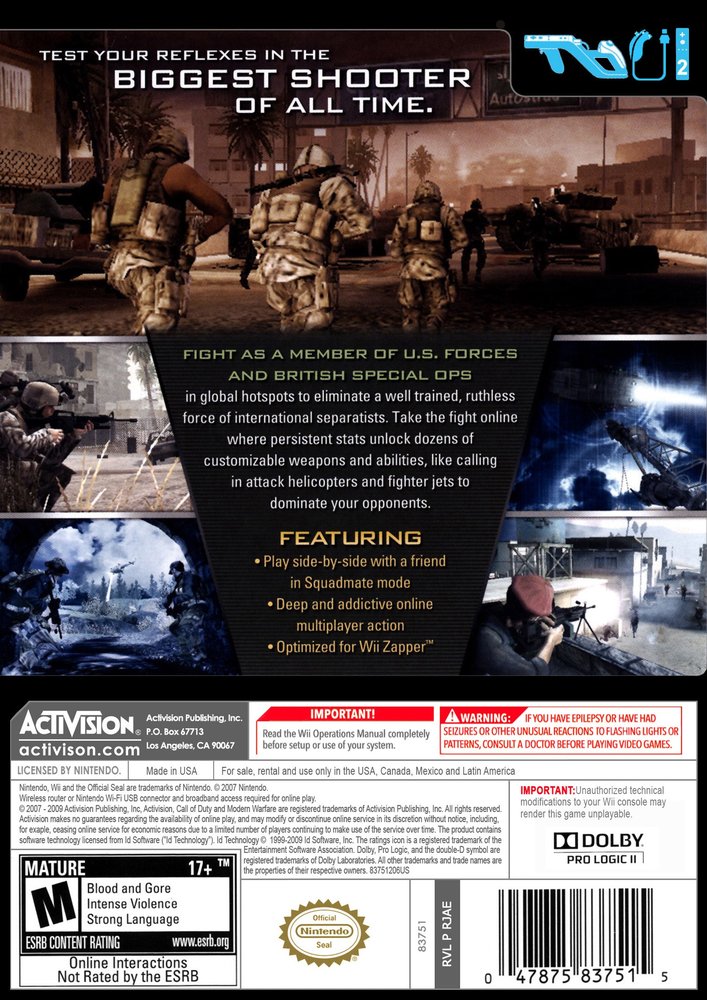 TEST YOUR REFLEXES IN THE
BIGGEST SHOOTER
OF ALL TIME.
2
FIGHT AS A MEMBER OF U.S. FORCES
AND BRITISH SPECIAL OPS
in global hotspots to eliminate a well trained, ruthless
force of international separatists. Take the fight online
where persistent stats unlock dozens of
customizable weapons and abilities, like calling
in attack helicopters and fighter jets to
dominate your opponents.
FEATURING
• Play side-by-side with a friend
in Squadmate mode
• Deep and addictive online
multiplayer action
• Optimized for Wii Zapper™
ACTIVISION®
activison.com
Activision Publishing, Inc.
P.O. Box 67713
Los Angeles, CA 90067
IMPORTANT!
Read the Wii Operations Manual completely
before setup or use of your system.
WARNING: IF YOU HAVE EPILEPSY OR HAVE HAD
SEIZURES OR OTHER UNUSUAL REACTIONS TO FLASHING LIGHTS OR
PATTERNS, CONSULT A DOCTOR BEFORE PLAYING VIDEO GAMES.
LICENSED BY NINTENDO.
Made in USA
For sale, rental and use only in the USA, Canada, Mexico and Latin America
Nintendo, Wii and the Official Seal are trademarks of Nintendo. © 2007 Nintendo.
Wireless router or Nintendo Wi-Fi USB connector and broadband access required for online play.
© 2007 - 2009 Activision Publishing, Inc, Activision, Call of Duty and Modern Warfare are registered trademarks of Activision Publishing, Inc. All rights reserved.
Activision makes no guarantees regarding the availability of online play, and may modify or discontinue online service in its discretion without notice, including,
for exaple, ceasing online service for economic reasons due to a limited number of players continuing to make use of the service over time. The product contains
software technology licensed from Id Software ("Id Technology"). Id Technology © 1999-2009 Id Software, Inc. The ratings icon is a registered trademark of the
Entertainment Software Association. Dolby, Pro Logic, and the double-D symbol are
registered trademarks of Dolby Laboratories. All other trademarks and trade names are
the properties of their respective owners. 83751206US
IMPORTANT: Unauthorized technical
modifications to your Wii console may
render this game unplayable.
DOLBY
PRO LOGIC II
MATURE 17+ ™
M
Blood and Gore
Intense Violence
Strong Language
ESRB CONTENT RATING www.esrb.org
Online Interactions
Not Rated by the ESRB
Official
Nintendo
Seal
83751
RVL P RJAE
0 47875 83751 5